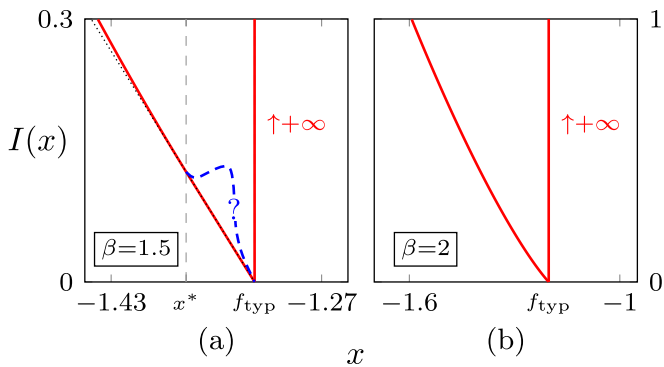 0.3
I(x)
0
↑+∞
?
β=1.5
−1.43
x*
f_typ
−1.27
(a)
x
↑+∞
β=2
1
0
−1.6
f_typ
−1
(b)